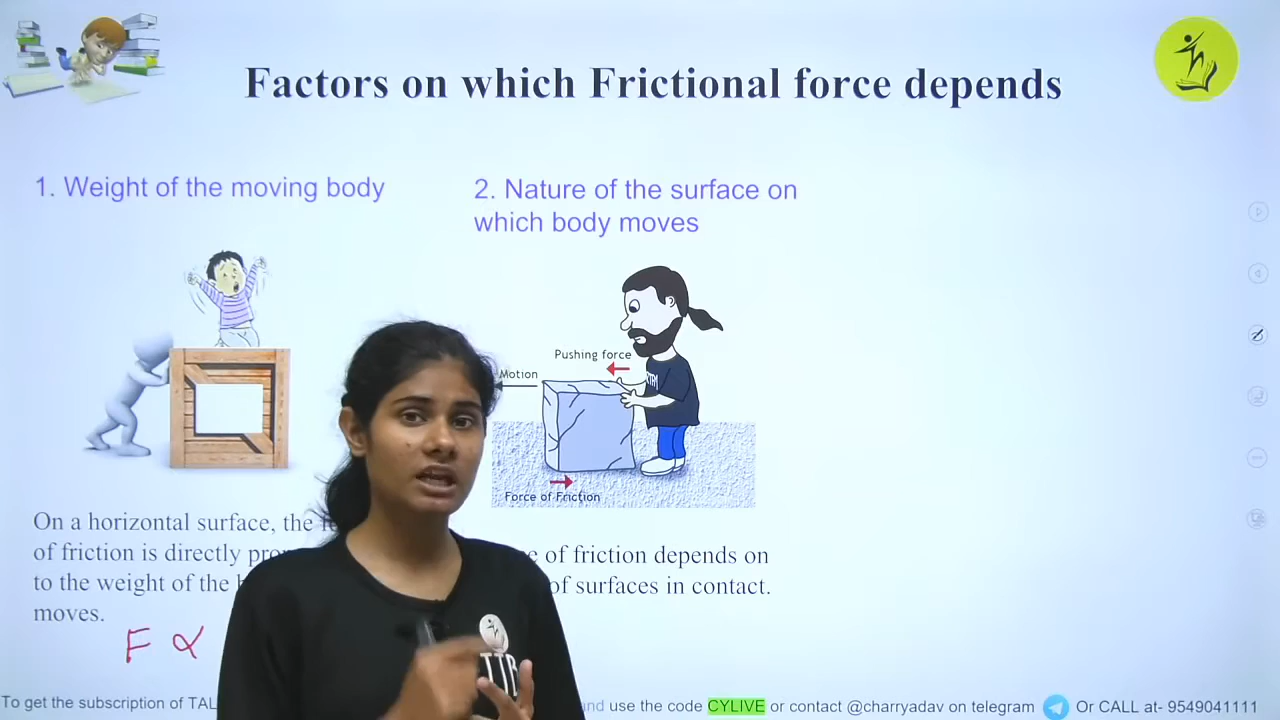 Factors on which Frictional force depends
1. Weight of the moving body
2. Nature of the surface on
which body moves
Pushing force
Motion
Force of Friction
On a horizontal surface, the
of friction is directly
to the weight of the
moves.
F ∝
of friction depends on
of surfaces in contact.
To get the subscription of TAL
and use the code CYLIVE or contact @charryadav on telegram Or CALL at- 9549041111